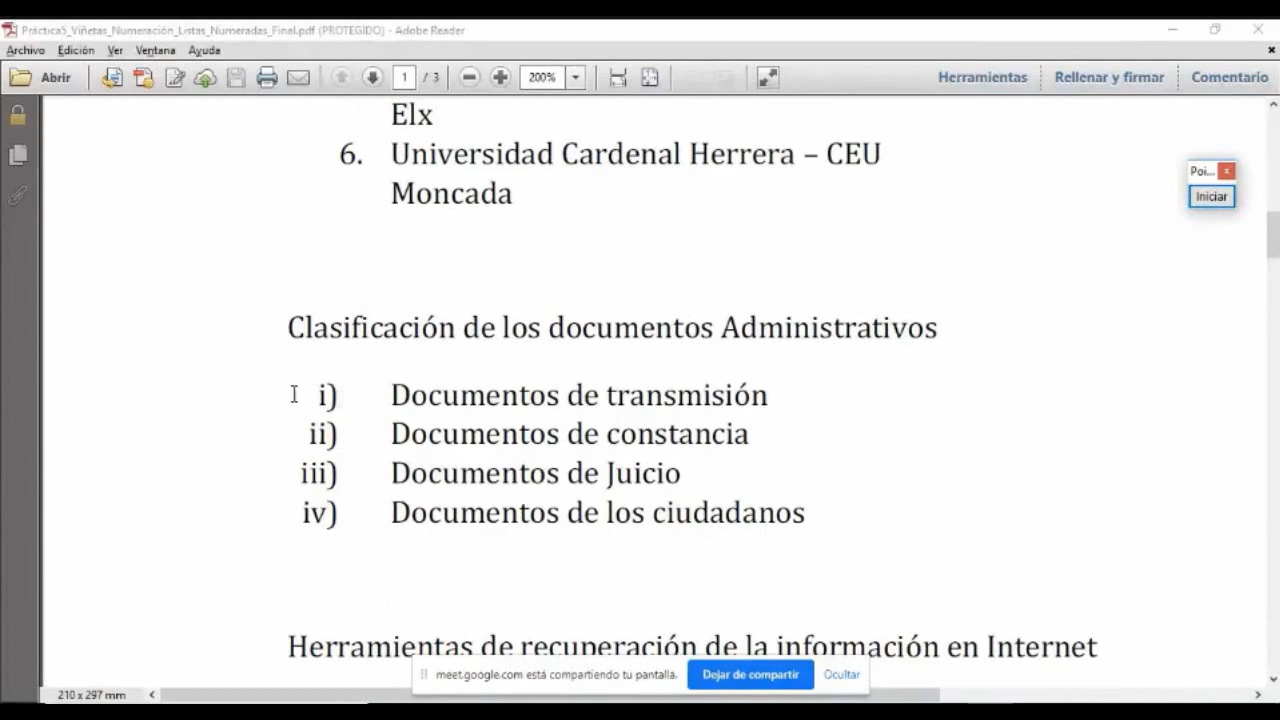 Práctica5_Viñetas_Numeración_Listas_Numeradas_Final.pdf (PROTEGIDO) - Adobe Reader
Archivo Edición Ver Ventana Ayuda
Abrir 1 / 3 200% Herramientas Rellenar y firmar Comentario
Elx
6. Universidad Cardenal Herrera – CEU
Moncada
Poi...
Iniciar
Clasificación de los documentos Administrativos
i) Documentos de transmisión
ii) Documentos de constancia
iii) Documentos de Juicio
iv) Documentos de los ciudadanos
Herramientas de recuperación de la información en Internet
meet.google.com está compartiendo tu pantalla. Dejar de compartir Ocultar
210 x 297 mm